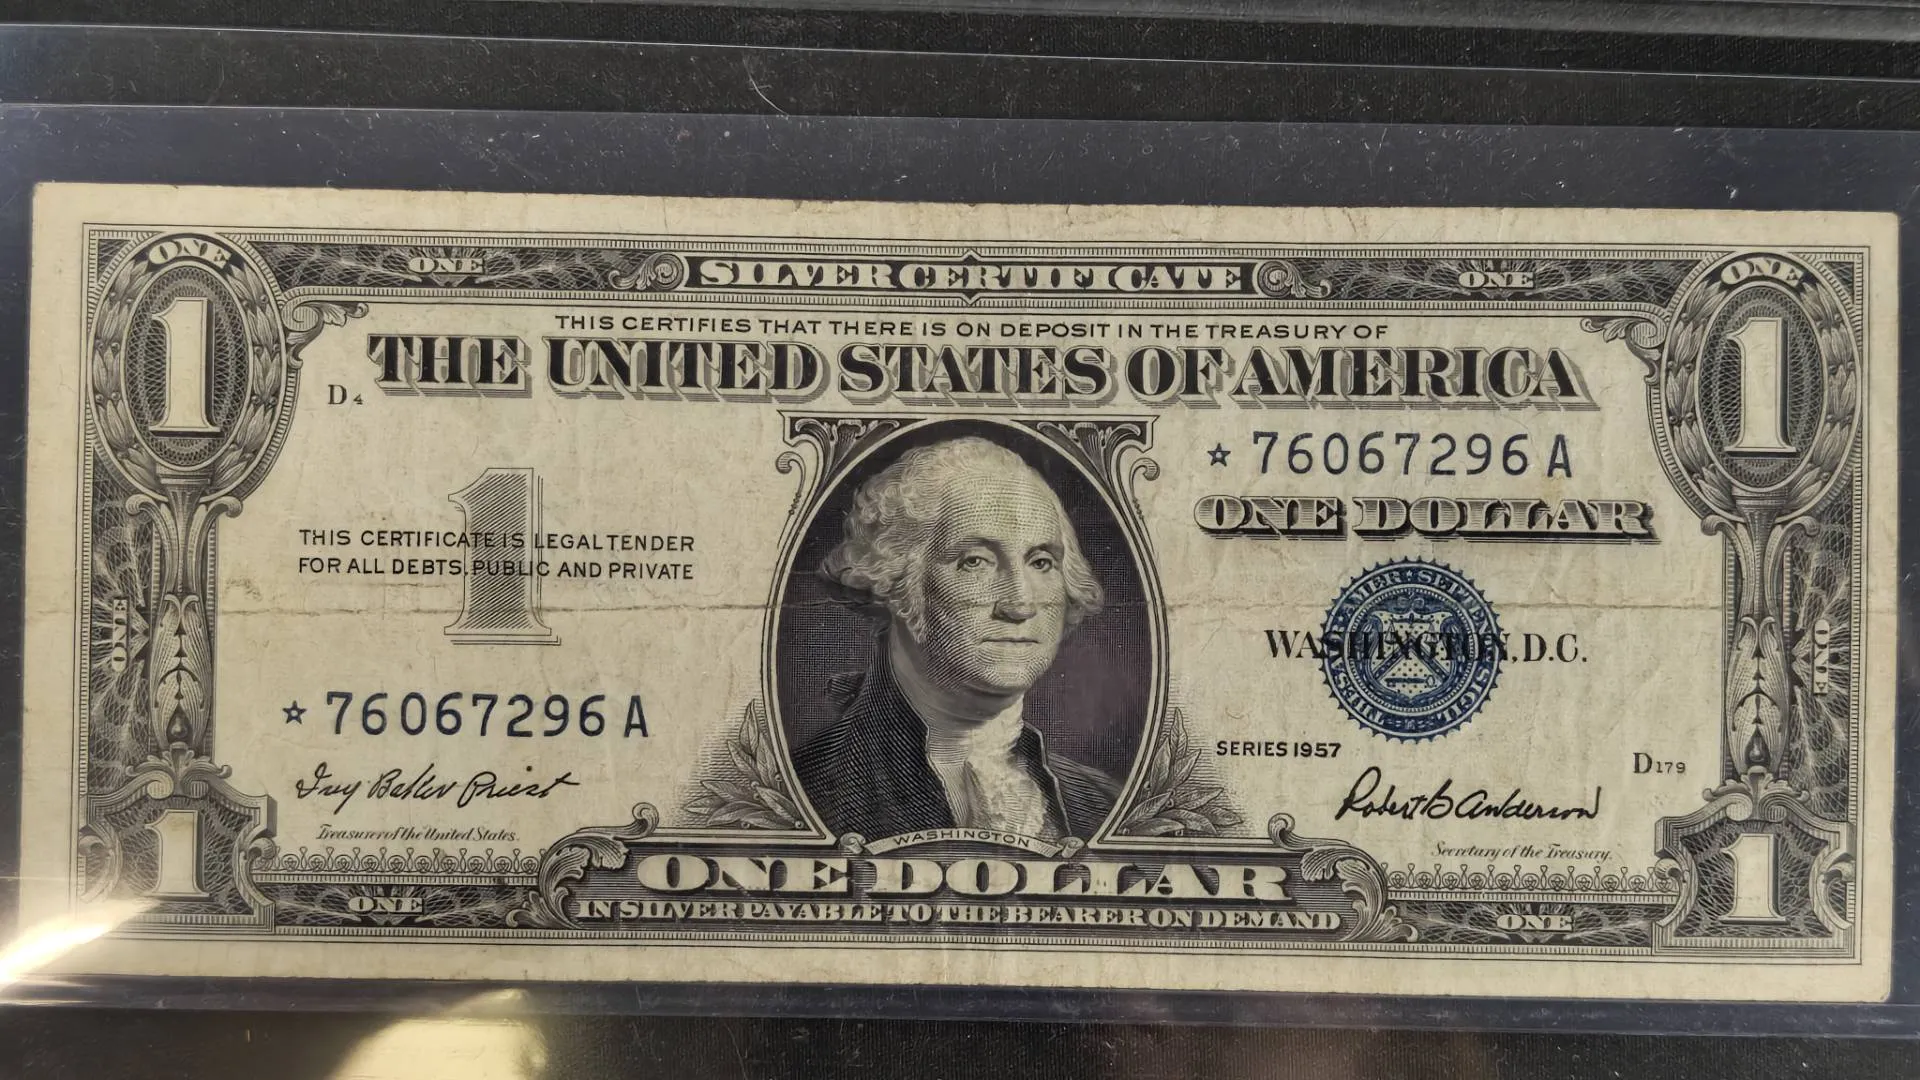 ONE
ONE
SILVER CERTIFICATE
ONE
ONE
1
1
THIS CERTIFIES THAT THERE IS ON DEPOSIT IN THE TREASURY OF
THE UNITED STATES OF AMERICA
D4
☆ 76067296 A
ONE DOLLAR
1
THIS CERTIFICATE IS LEGAL TENDER
FOR ALL DEBTS, PUBLIC AND PRIVATE
ONE
ONE
WASHINGTON, D.C.
☆ 76067296 A
SERIES 1957
D179
Ivy Baker Priest
Robert B Anderson
Treasurer of the United States.
Secretary of the Treasury.
WASHINGTON
1
1
ONE DOLLAR
ONE
IN SILVER PAYABLE TO THE BEARER ON DEMAND
ONE